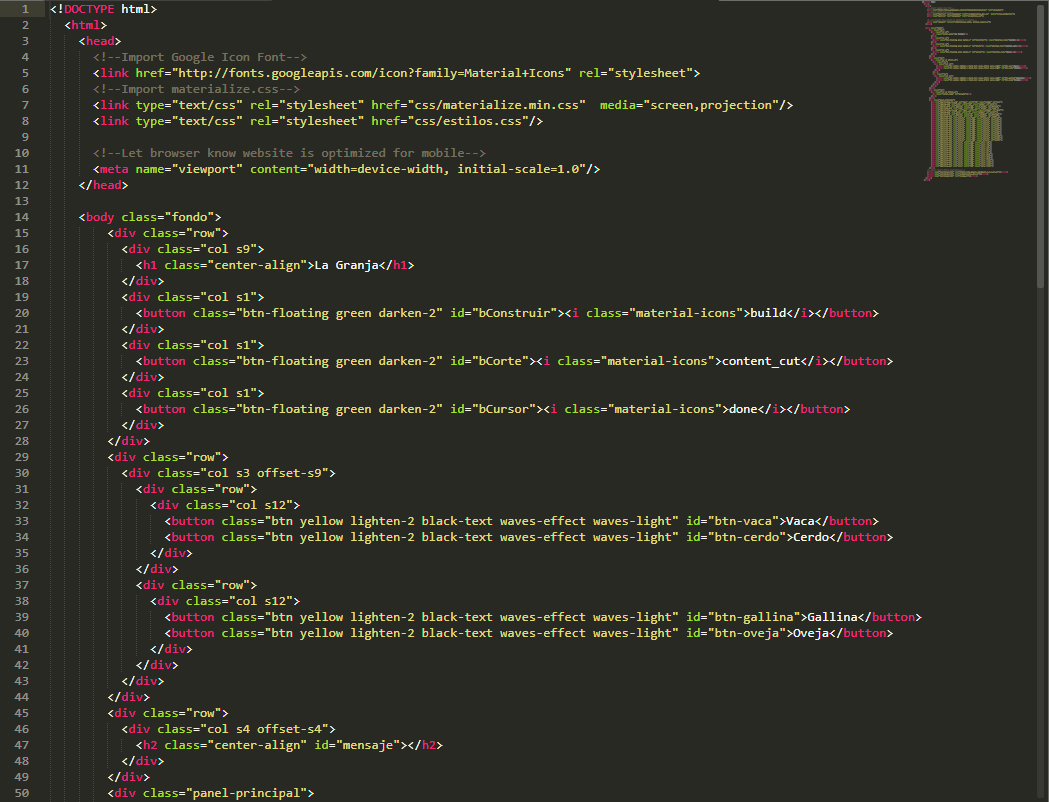 1 <!DOCTYPE html>
2 <html>
3 <head>
4 <!--Import Google Icon Font-->
5 <link href="http://fonts.googleapis.com/icon?family=Material+Icons" rel="stylesheet">
6 <!--Import materialize.css-->
7 <link type="text/css" rel="stylesheet" href="css/materialize.min.css"  media="screen,projection"/>
8 <link type="text/css" rel="stylesheet" href="css/estilos.css"/>
9
10 <!--Let browser know website is optimized for mobile-->
11 <meta name="viewport" content="width=device-width, initial-scale=1.0"/>
12 </head>
13
14 <body class="fondo">
15 <div class="row">
16 <div class="col s9">
17 <h1 class="center-align">La Granja</h1>
18 </div>
19 <div class="col s1">
20 <button class="btn-floating green darken-2" id="bConstruir"><i class="material-icons">build</i></button>
21 </div>
22 <div class="col s1">
23 <button class="btn-floating green darken-2" id="bCorte"><i class="material-icons">content_cut</i></button>
24 </div>
25 <div class="col s1">
26 <button class="btn-floating green darken-2" id="bCursor"><i class="material-icons">done</i></button>
27 </div>
28 </div>
29 <div class="row">
30 <div class="col s3 offset-s9">
31 <div class="row">
32 <div class="col s12">
33 <button class="btn yellow lighten-2 black-text waves-effect waves-light" id="btn-vaca">Vaca</button>
34 <button class="btn yellow lighten-2 black-text waves-effect waves-light" id="btn-cerdo">Cerdo</button>
35 </div>
36 </div>
37 <div class="row">
38 <div class="col s12">
39 <button class="btn yellow lighten-2 black-text waves-effect waves-light" id="btn-gallina">Gallina</button>
40 <button class="btn yellow lighten-2 black-text waves-effect waves-light" id="btn-oveja">Oveja</button>
41 </div>
42 </div>
43 </div>
44 </div>
45 <div class="row">
46 <div class="col s4 offset-s4">
47 <h2 class="center-align" id="mensaje"></h2>
48 </div>
49 </div>
50 <div class="panel-principal">